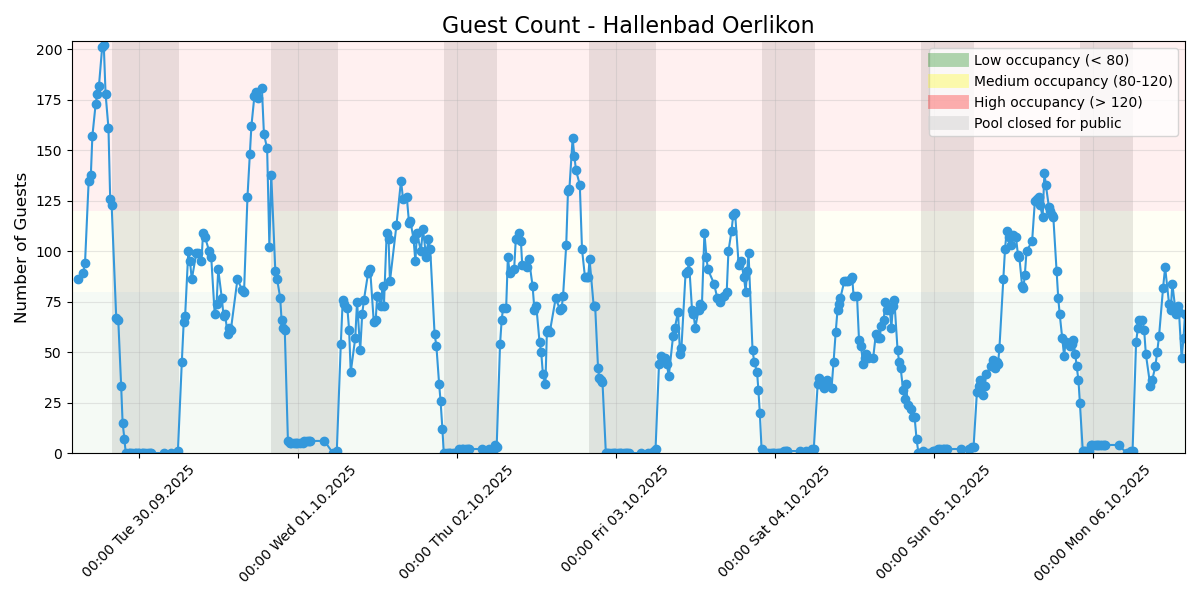 Guest Count - Hallenbad Oerlikon
Number of Guests
200
175
150
125
100
75
50
25
0
Low occupancy (< 80)
Medium occupancy (80-120)
High occupancy (> 120)
Pool closed for public
00:00 Tue 30.09.2025
00:00 Wed 01.10.2025
00:00 Thu 02.10.2025
00:00 Fri 03.10.2025
00:00 Sat 04.10.2025
00:00 Sun 05.10.2025
00:00 Mon 06.10.2025